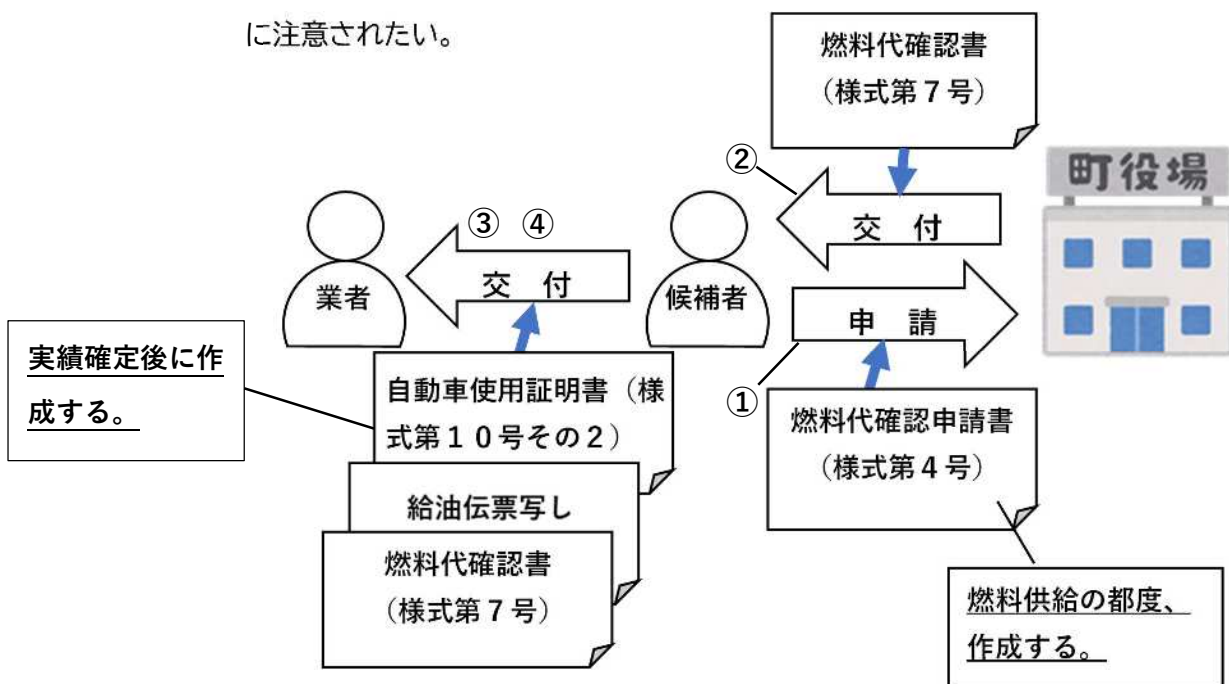 に注意されたい。
燃料代確認書
（様式第７号）
②
町役場
交　付
③　④
交　付
業者
候補者
申　請
①
実績確定後に作
成する。
自動車使用証明書（様
式第１０号その２）
給油伝票写し
燃料代確認書
（様式第７号）
燃料代確認申請書
（様式第４号）
燃料供給の都度、
作成する。